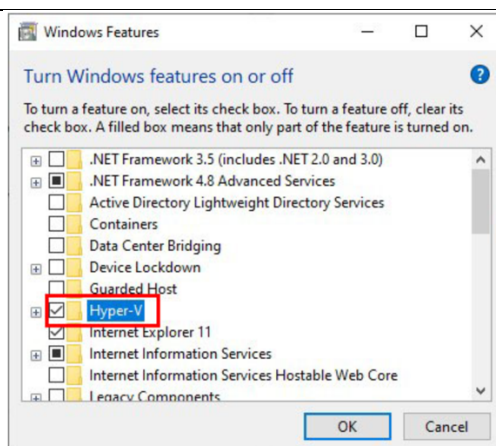 Windows Features
Turn Windows features on or off
To turn a feature on, select its check box. To turn a feature off, clear its
check box. A filled box means that only part of the feature is turned on.
.NET Framework 3.5 (includes .NET 2.0 and 3.0)
.NET Framework 4.8 Advanced Services
Active Directory Lightweight Directory Services
Containers
Data Center Bridging
Device Lockdown
Guarded Host
Hyper-V
Internet Explorer 11
Internet Information Services
Internet Information Services Hostable Web Core
Legacy Components
OK Cancel